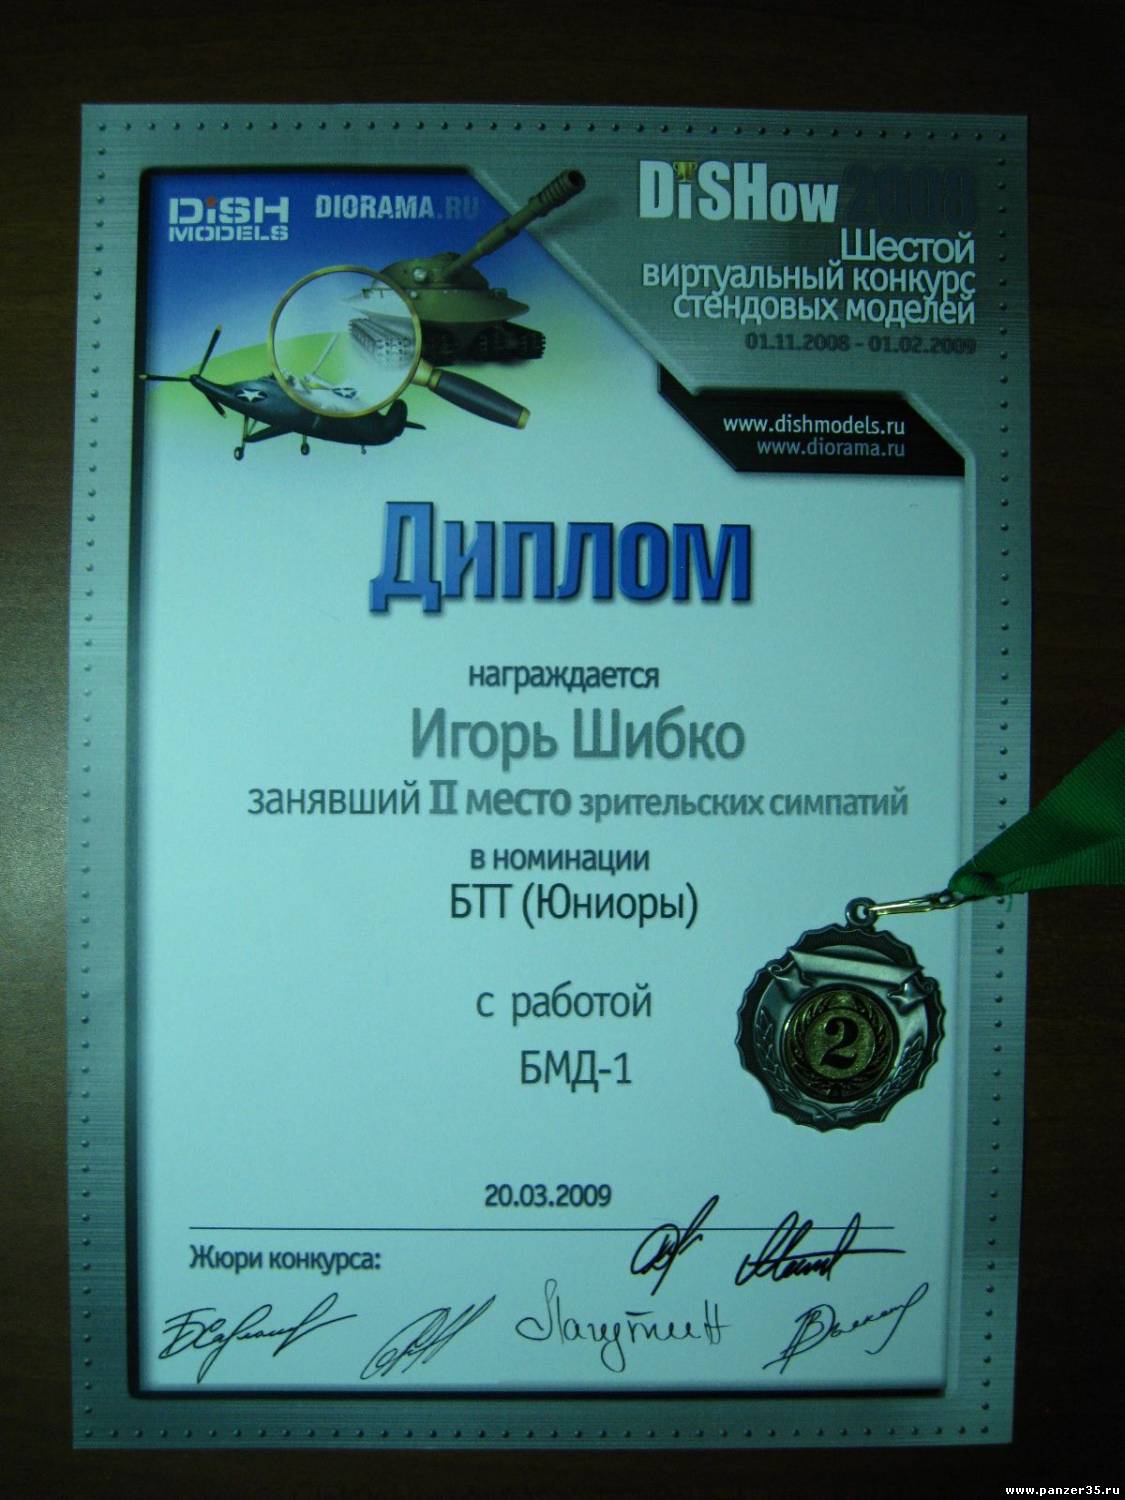 DiSH
MODELS
DIORAMA.RU
DiSHow 2008
Шестой
виртуальный конкурс
стендовых моделей
01.11.2008 - 01.02.2009
www.dishmodels.ru
www.diorama.ru
Диплом
награждается
Игорь Шибко
занявший II место зрительских симпатий
в номинации
БТТ (Юниоры)
с работой
БМД-1
2
20.03.2009
Жюри конкурса:
Лагутин
www.panzer35.ru